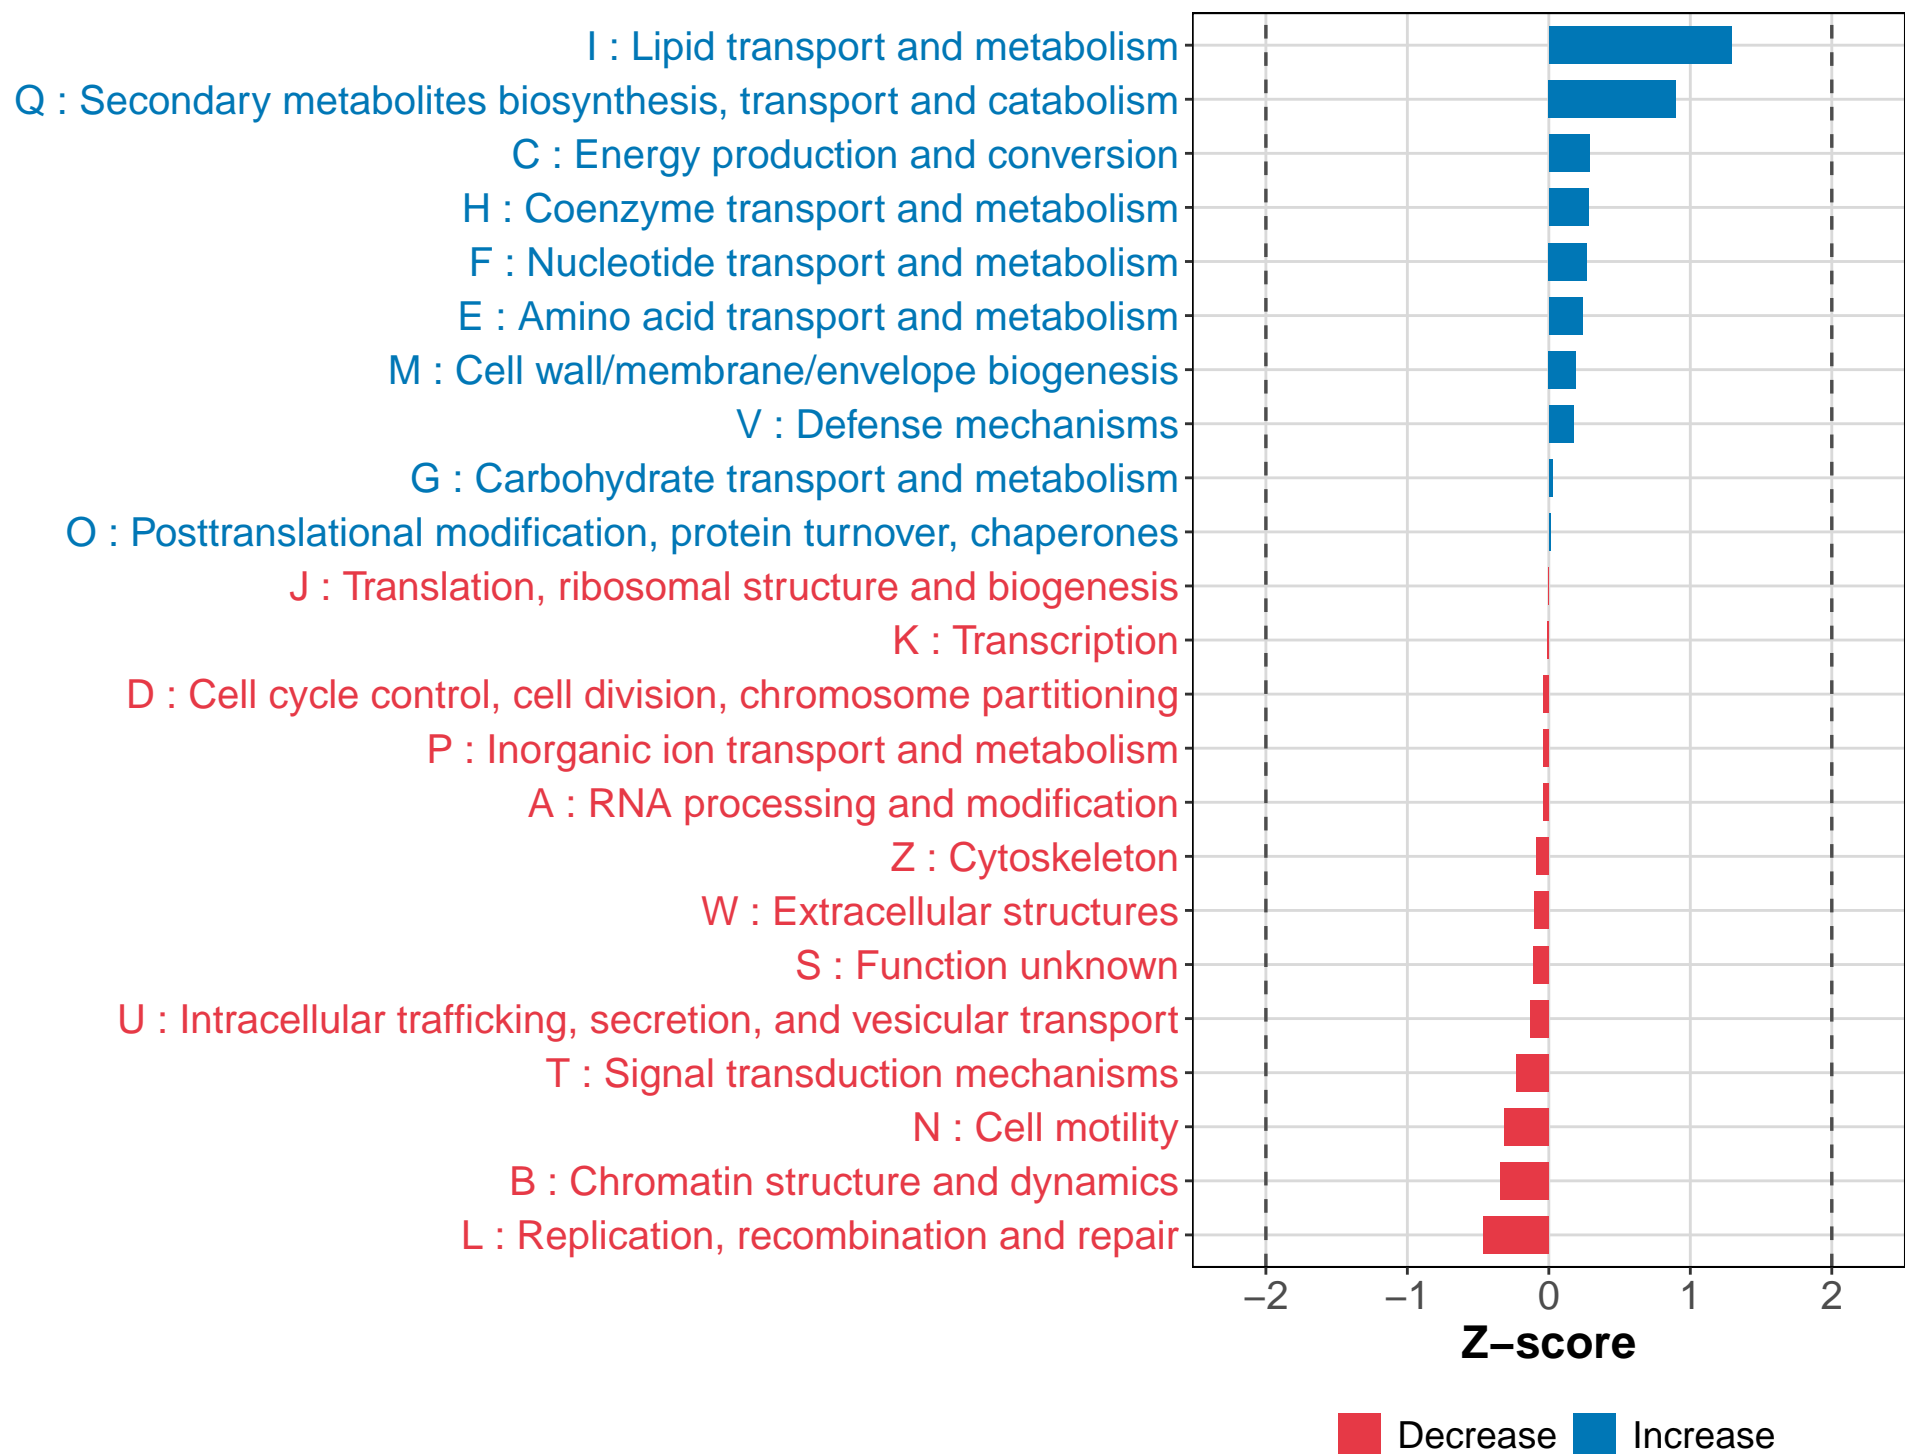 I : Lipid transport and metabolism
Q : Secondary metabolites biosynthesis, transport and catabolism
C : Energy production and conversion
H : Coenzyme transport and metabolism
F : Nucleotide transport and metabolism
E : Amino acid transport and metabolism
M : Cell wall/membrane/envelope biogenesis
V : Defense mechanisms
G : Carbohydrate transport and metabolism
O : Posttranslational modification, protein turnover, chaperones
J : Translation, ribosomal structure and biogenesis
K : Transcription
D : Cell cycle control, cell division, chromosome partitioning
P : Inorganic ion transport and metabolism
A : RNA processing and modification
Z : Cytoskeleton
W : Extracellular structures
S : Function unknown
U : Intracellular trafficking, secretion, and vesicular transport
T : Signal transduction mechanisms
N : Cell motility
B : Chromatin structure and dynamics
L : Replication, recombination and repair
−2 −1 0 1 2
Z−score
Decrease Increase